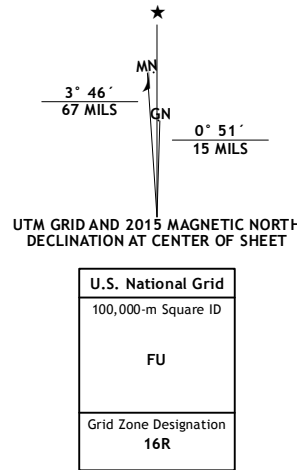 ★
MN
3° 46´
67 MILS
GN
0° 51´
15 MILS
UTM GRID AND 2015 MAGNETIC NORTH
DECLINATION AT CENTER OF SHEET
U.S. National Grid
100,000-m Square ID
FU
Grid Zone Designation
16R